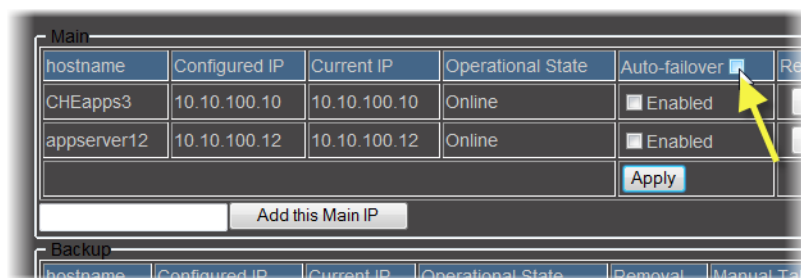 Main
hostname Configured IP Current IP Operational State Auto-failover Re
CHEapps3 10.10.100.10 10.10.100.10 Online Enabled
appserver12 10.10.100.12 10.10.100.12 Online Enabled
Apply
Add this Main IP
Backup
hostname Configured IP Current IP Operational State Removal Manual